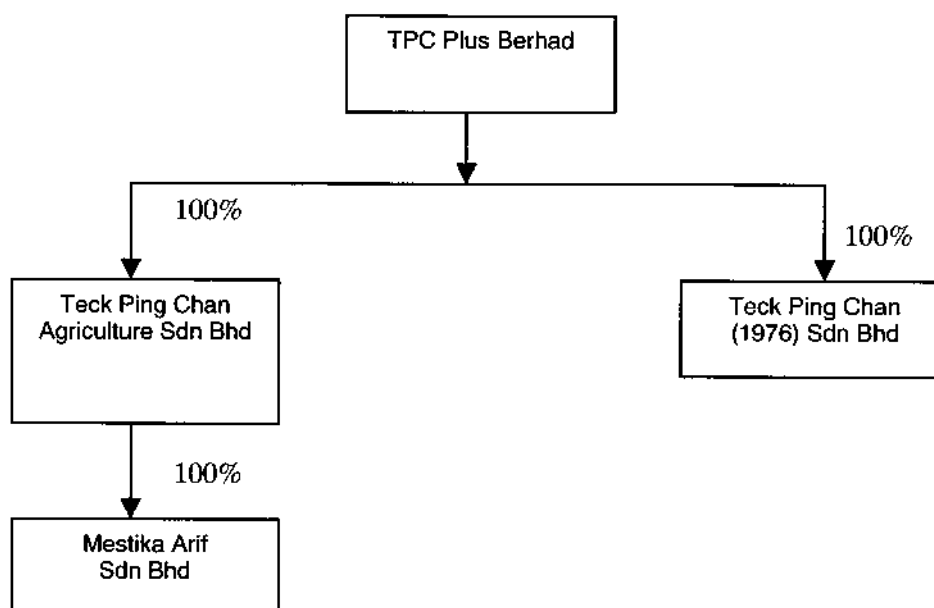 TPC Plus Berhad
100%
100%
Teck Ping Chan
Agriculture Sdn Bhd
Teck Ping Chan
(1976) Sdn Bhd
100%
Mestika Arif
Sdn Bhd